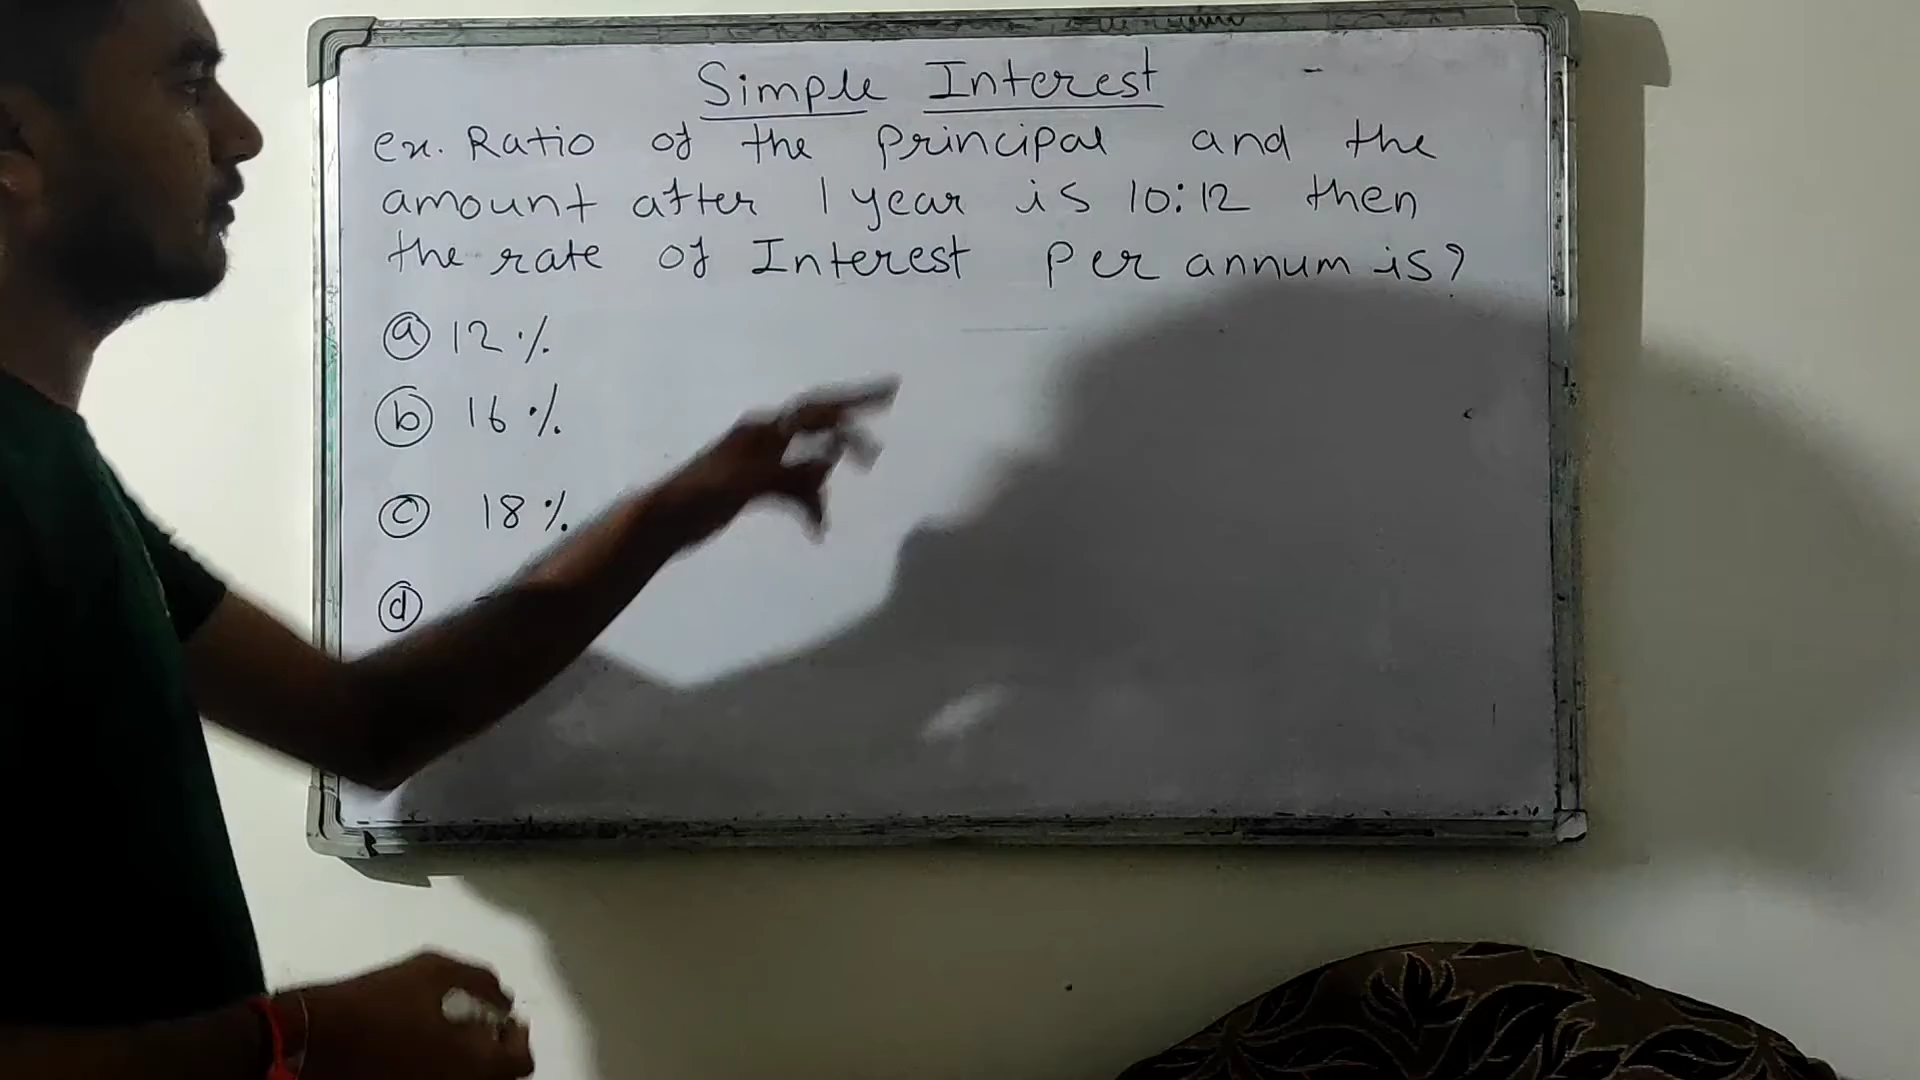 Simple Interest
ex. Ratio of the principal and the
amount after 1 year is 10:12 then
the rate of Interest per annum is?
(a) 12%
(b) 16%
(c) 18%
(d)